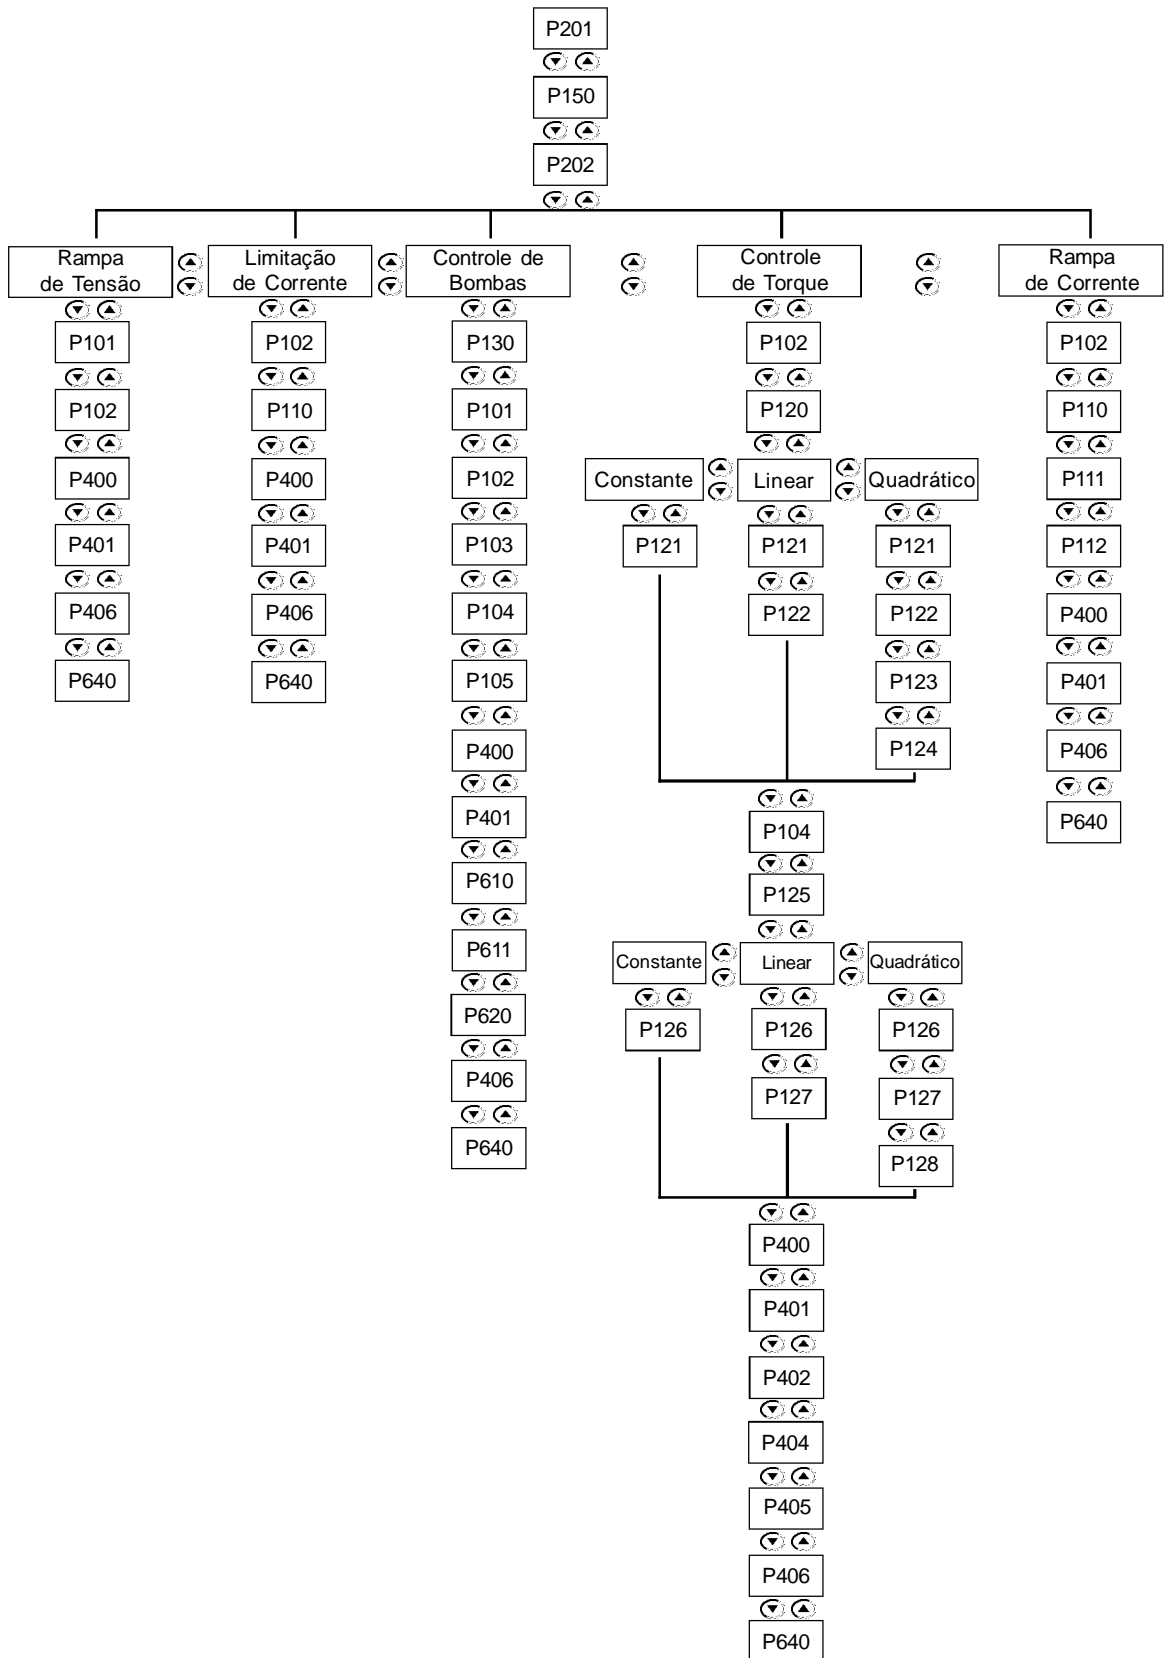 P201
P150
P202
Rampa
de Tensão
P101
P102
P400
P401
P406
P640
Limitação
de Corrente
P102
P110
P400
P401
P406
P640
Controle de
Bombas
P130
P101
P102
P103
P104
P105
P400
P401
P610
P611
P620
P406
P640
Controle
de Torque
P102
P120
Constante
P121
Linear
P121
P122
Quadrático
P121
P122
P123
P124
P104
P125
Constante
P126
Linear
P126
P127
Quadrático
P126
P127
P128
P400
P401
P402
P404
P405
P406
P640
Rampa
de Corrente
P102
P110
P111
P112
P400
P401
P406
P640